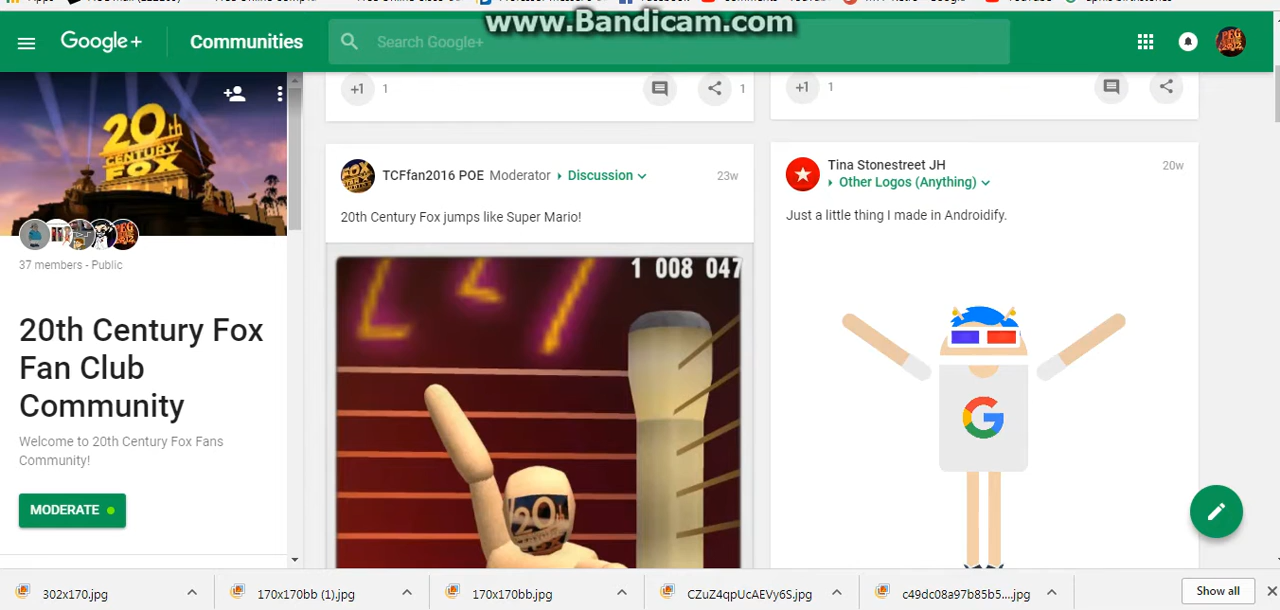 www.Bandicam.com
Google+
Communities
Search Google+
+1 1
1
+1 1
20th
CENTURY
FOX
TCFfan2016 POE Moderator Discussion 23w
20th Century Fox jumps like Super Mario!
1 008 047
Tina Stonestreet JH 20w
Other Logos (Anything)
Just a little thing I made in Androidify.
G
37 members - Public
20th Century Fox
Fan Club
Community
Welcome to 20th Century Fox Fans
Community!
MODERATE
302x170.jpg
170x170bb (1).jpg
170x170bb.jpg
CZuZ4qpUcAEVy6S.jpg
c49dc08a97b85b5....jpg
Show all